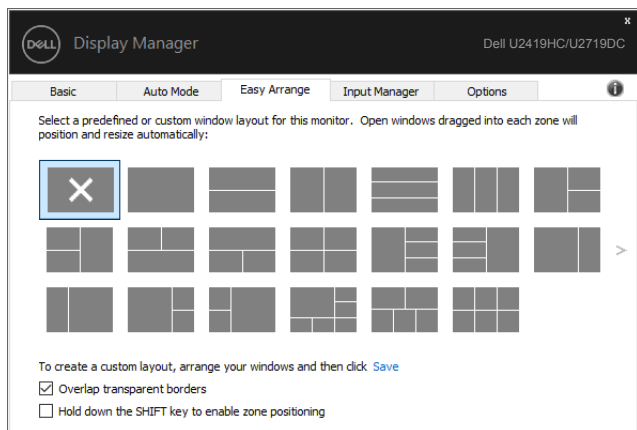 x
DELL
Display Manager
Dell U2419HC/U2719DC
Basic
Auto Mode
Easy Arrange
Input Manager
Options
Select a predefined or custom window layout for this monitor. Open windows dragged into each zone will
position and resize automatically:
To create a custom layout, arrange your windows and then click Save
Overlap transparent borders
Hold down the SHIFT key to enable zone positioning